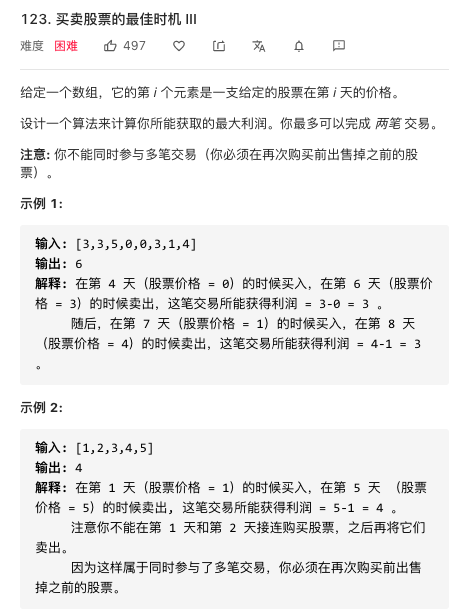 123. 买卖股票的最佳时机 III
难度 困难 497
给定一个数组，它的第 i 个元素是一支给定的股票在第 i 天的价格。
设计一个算法来计算你所能获取的最大利润。你最多可以完成 两笔 交易。
注意: 你不能同时参与多笔交易（你必须在再次购买前出售掉之前的股
票）。
示例 1:
输入: [3,3,5,0,0,3,1,4]
输出: 6
解释: 在第 4 天（股票价格 = 0）的时候买入，在第 6 天（股票价
格 = 3）的时候卖出，这笔交易所能获得利润 = 3-0 = 3 。
随后，在第 7 天（股票价格 = 1）的时候买入，在第 8 天
（股票价格 = 4）的时候卖出，这笔交易所能获得利润 = 4-1 = 3
。
示例 2:
输入: [1,2,3,4,5]
输出: 4
解释: 在第 1 天（股票价格 = 1）的时候买入，在第 5 天 （股票
价格 = 5）的时候卖出, 这笔交易所能获得利润 = 5-1 = 4 。
注意你不能在第 1 天和第 2 天接连购买股票，之后再将它们
卖出。
因为这样属于同时参与了多笔交易，你必须在再次购买前出售
掉之前的股票。